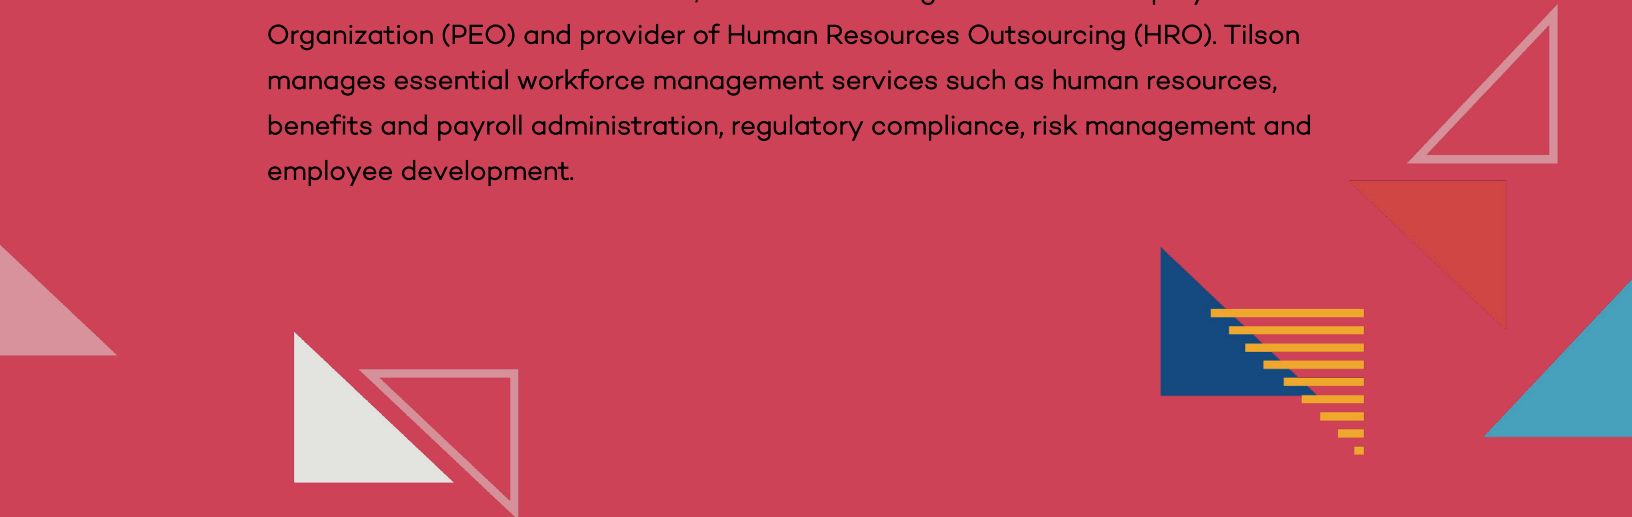 Organization (PEO) and provider of Human Resources Outsourcing (HRO). Tilson
manages essential workforce management services such as human resources,
benefits and payroll administration, regulatory compliance, risk management and
employee development.